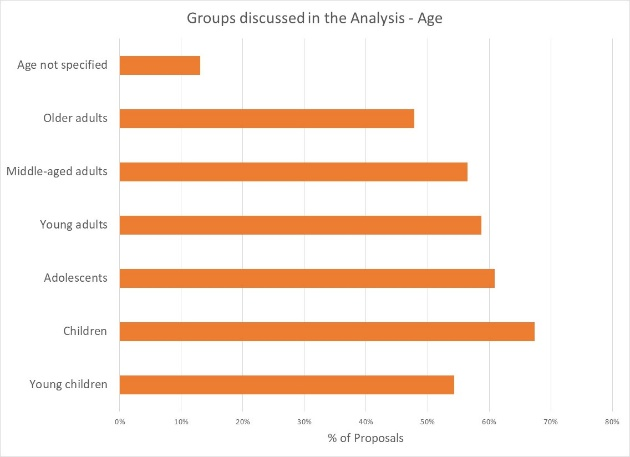 Groups discussed in the Analysis - Age
Age not specified
Older adults
Middle-aged adults
Young adults
Adolescents
Children
Young children
0% 10% 20% 30% 40% 50% 60% 70% 80%
% of Proposals